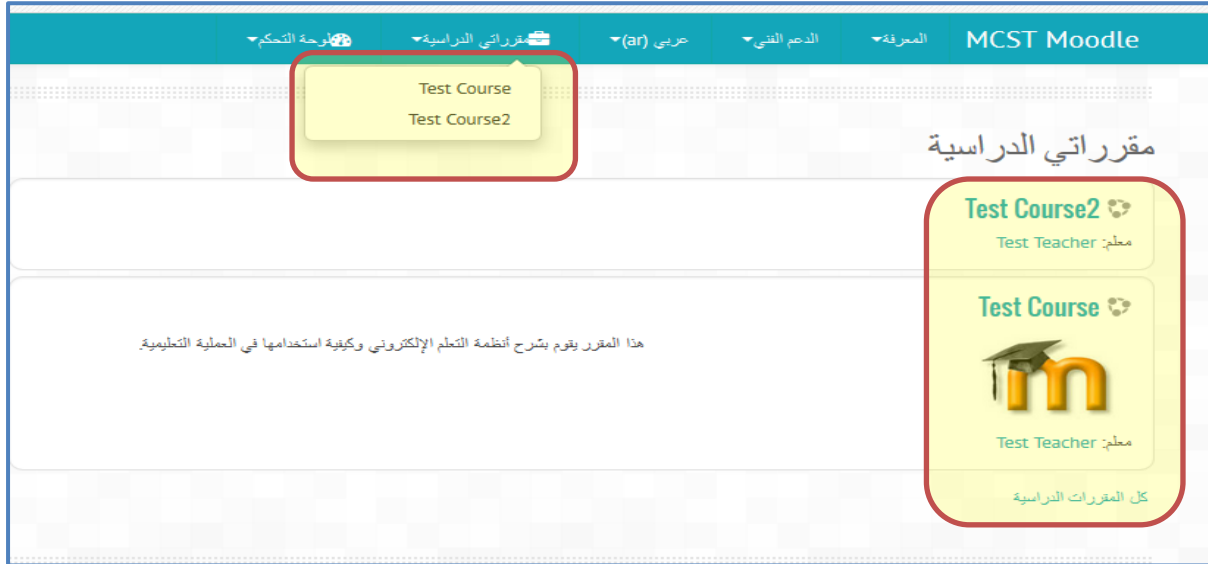 MCST Moodle
المعرفة
الدعم الفني
عربي (ar)
مقرراتي الدراسية
لوحة التحكم
Test Course
Test Course2
مقرراتي الدراسية
Test Course2
معلم: Test Teacher
Test Course
هذا المقرر يقوم بشرح أنظمة التعلم الإلكتروني وكيفية استخدامها في العملية التعليمية.
m
معلم: Test Teacher
كل المقررات الدراسية